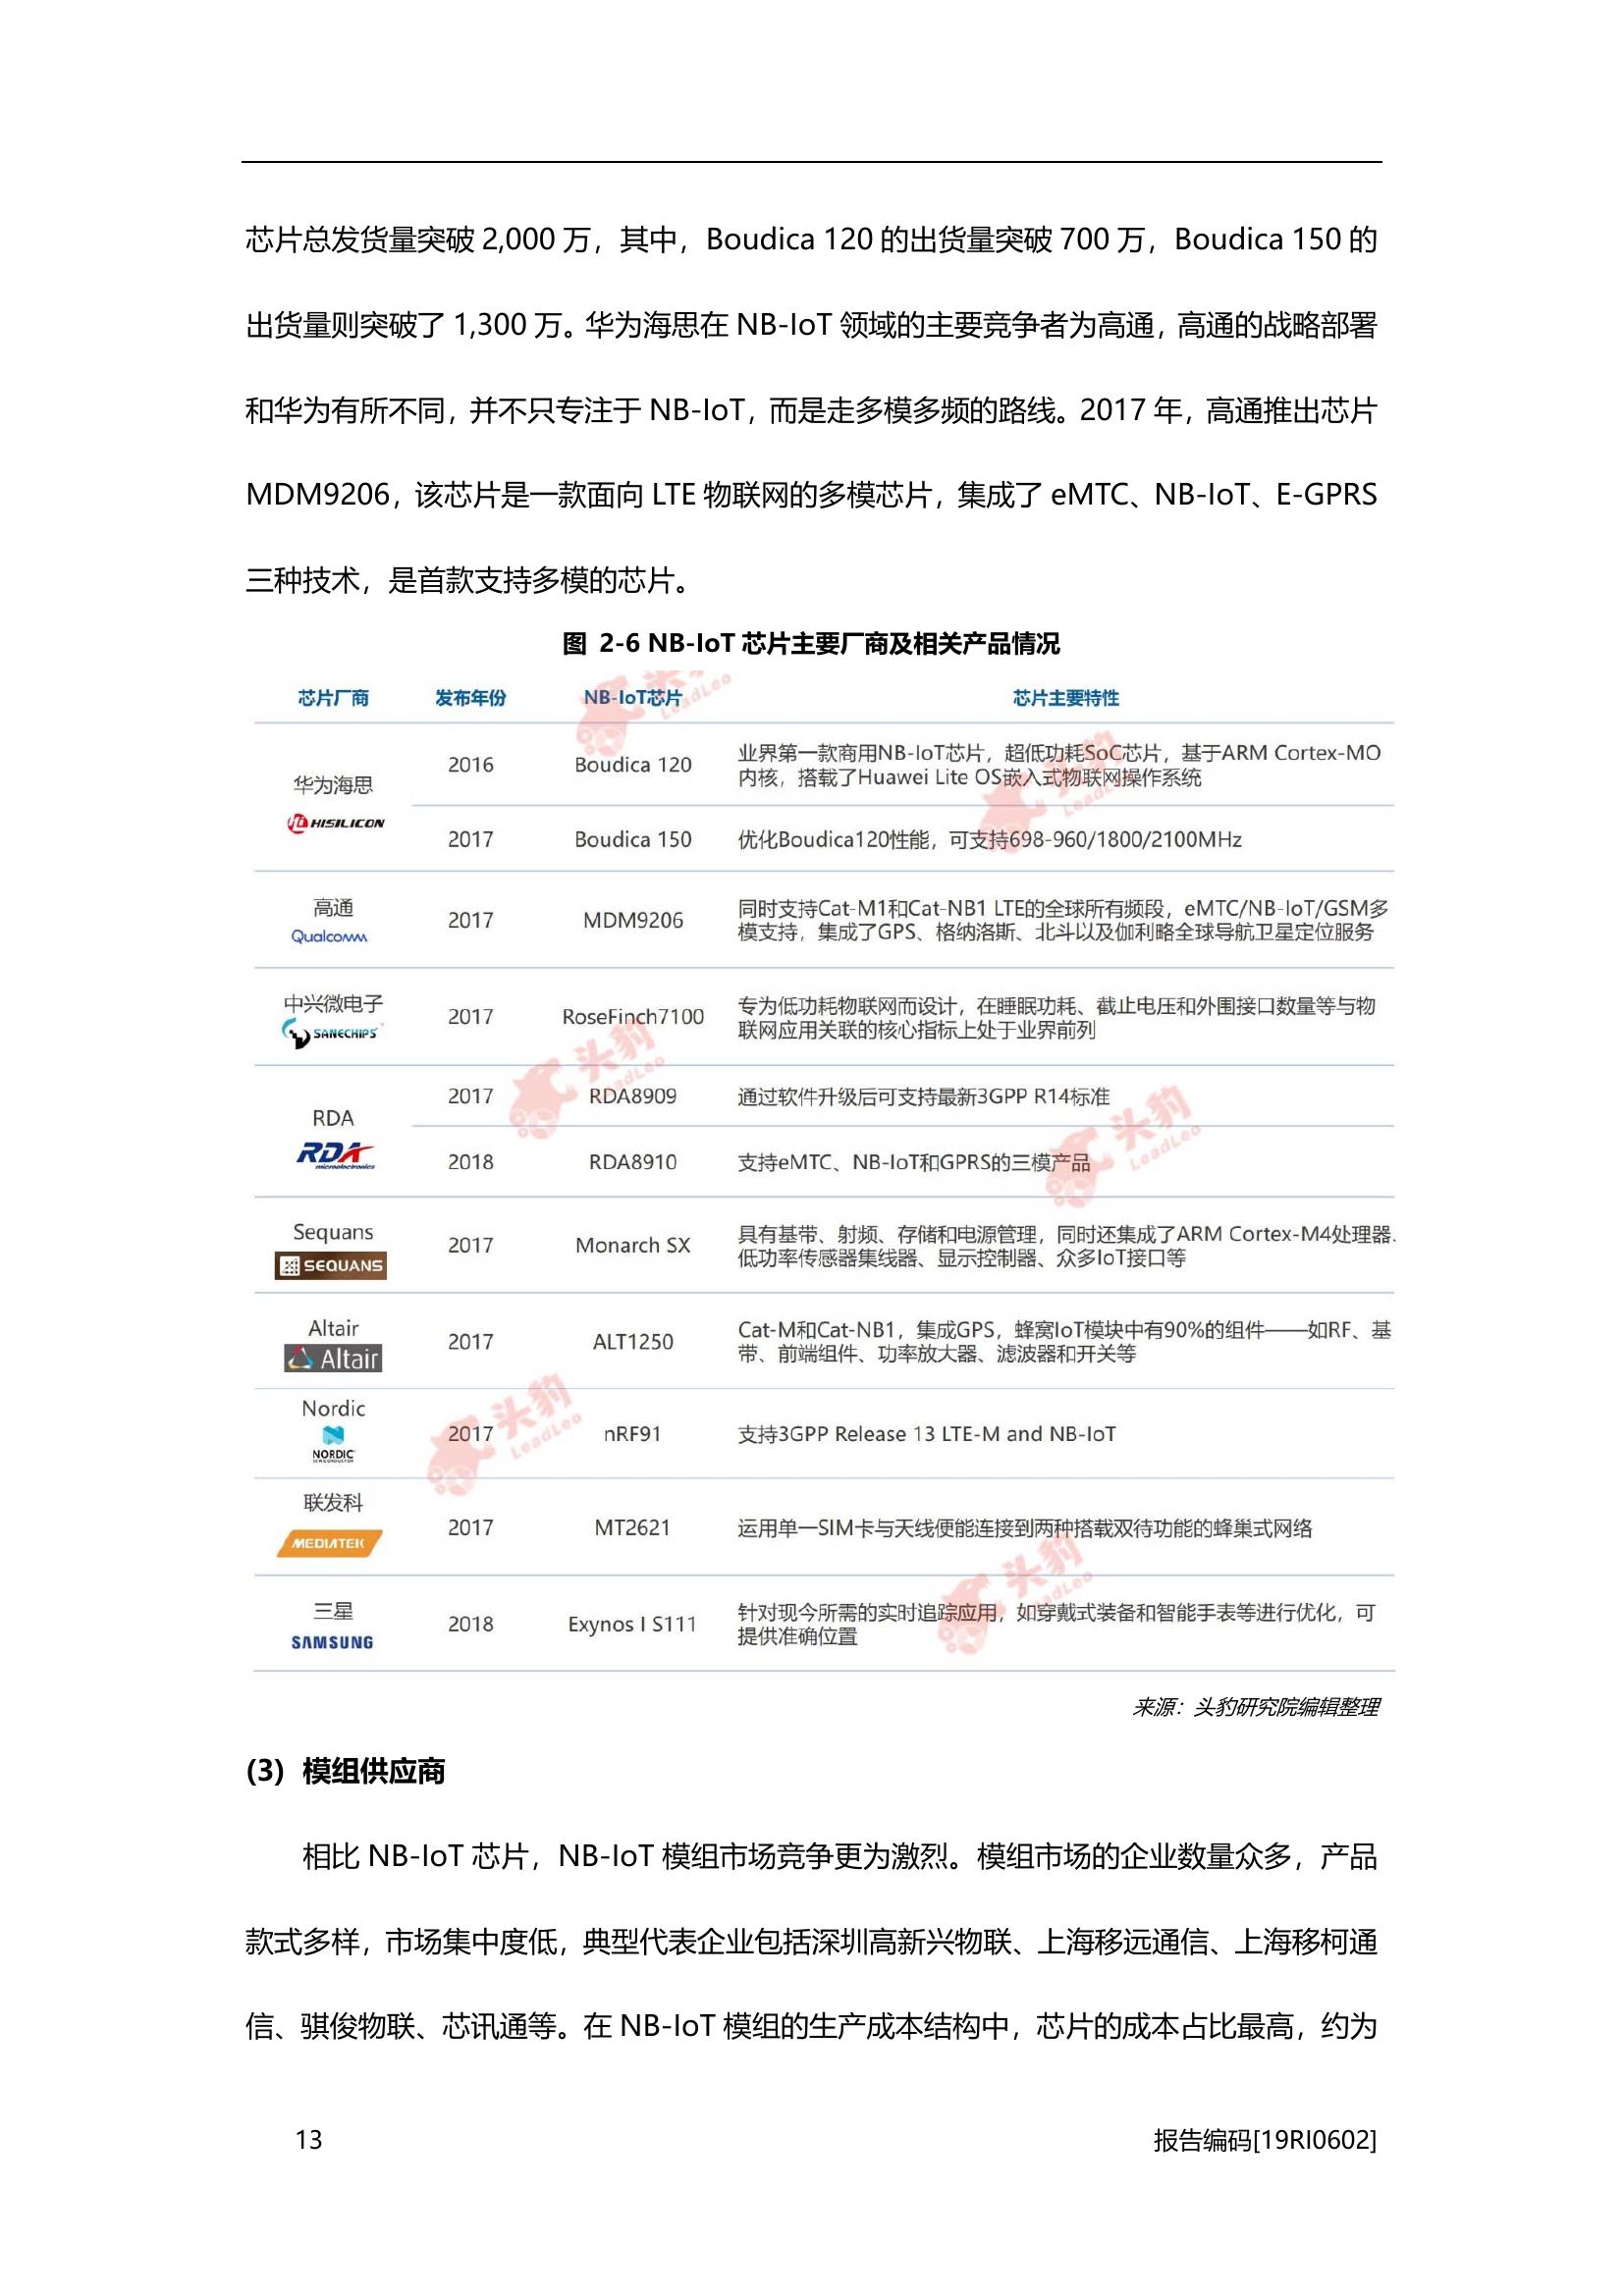 芯片总发货量突破 2,000 万，其中，Boudica 120 的出货量突破 700 万，Boudica 150 的
出货量则突破了 1,300 万。华为海思在 NB-IoT 领域的主要竞争者为高通，高通的战略部署
和华为有所不同，并不只专注于 NB-IoT，而是走多模多频的路线。2017 年，高通推出芯片
MDM9206，该芯片是一款面向 LTE 物联网的多模芯片，集成了 eMTC、NB-IoT、E-GPRS
三种技术，是首款支持多模的芯片。
图 2-6 NB-IoT 芯片主要厂商及相关产品情况
芯片厂商 发布年份 NB-IoT芯片 芯片主要特性
华为海思
HISILICON
2016 Boudica 120 业界第一款商用NB-IoT芯片，超低功耗SoC芯片，基于ARM Cortex-MO
内核，搭载了Huawei Lite OS嵌入式物联网操作系统
2017 Boudica 150 优化Boudica120性能，可支持698-960/1800/2100MHz
高通
Qualcomm
2017 MDM9206 同时支持Cat-M1和Cat-NB1 LTE的全球所有频段，eMTC/NB-IoT/GSM多
模支持，集成了GPS、格纳洛斯、北斗以及伽利略全球导航卫星定位服务
中兴微电子
SANECHIPS
2017 RoseFinch7100 专为低功耗物联网而设计，在睡眠功耗、截止电压和外围接口数量等与物
联网应用关联的核心指标上处于业界前列
RDA
RDA
microelectronics
2017 RDA8909 通过软件升级后可支持最新3GPP R14标准
2018 RDA8910 支持eMTC、NB-IoT和GPRS的三模产品
Sequans
SEQUANS
2017 Monarch SX 具有基带、射频、存储和电源管理，同时还集成了ARM Cortex-M4处理器.
低功率传感器集线器、显示控制器、众多IoT接口等
Altair
Altair
2017 ALT1250 Cat-M和Cat-NB1，集成GPS，蜂窝IoT模块中有90%的组件——如RF、基
带、前端组件、功率放大器、滤波器和开关等
Nordic
NORDIC
SEMICONDUCTOR
2017 nRF91 支持3GPP Release 13 LTE-M and NB-IoT
联发科
MEDIATEK
2017 MT2621 运用单一SIM卡与天线便能连接到两种搭载双待功能的蜂巢式网络
三星
SAMSUNG
2018 Exynos I S111 针对现今所需的实时追踪应用，如穿戴式装备和智能手表等进行优化，可
提供准确位置
头豹
LeadLeo
来源：头豹研究院编辑整理
(3) 模组供应商
相比 NB-IoT 芯片，NB-IoT 模组市场竞争更为激烈。模组市场的企业数量众多，产品
款式多样，市场集中度低，典型代表企业包括深圳高新兴物联、上海移远通信、上海移柯通
信、骐俊物联、芯讯通等。在 NB-IoT 模组的生产成本结构中，芯片的成本占比最高，约为
13 报告编码[19RI0602]